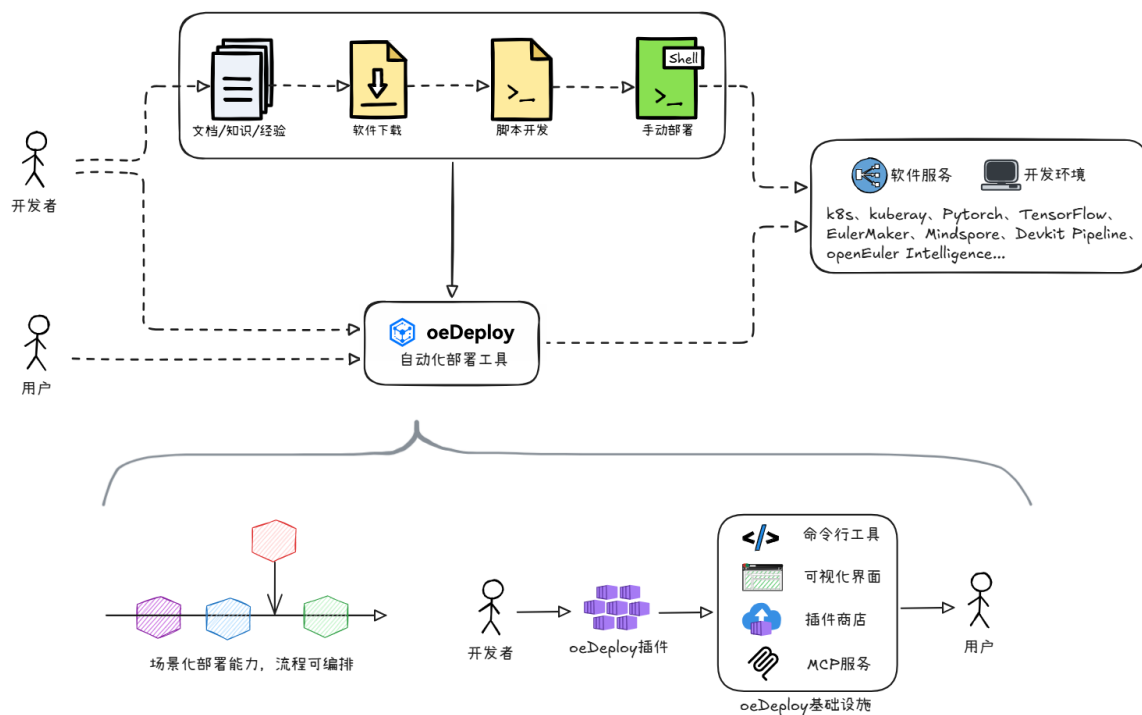 Shell
文档/知识/经验
软件下载
脚本开发
手动部署
开发者
软件服务
开发环境
k8s、kuberay、Pytorch、TensorFlow、
EulerMaker、Mindspore、Devkit Pipeline、
openEuler Intelligence...
oeDeploy
自动化部署工具
用户
命令行工具
可视化界面
插件商店
MCP服务
开发者
oeDeploy插件
用户
场景化部署能力，流程可编排
oeDeploy基础设施